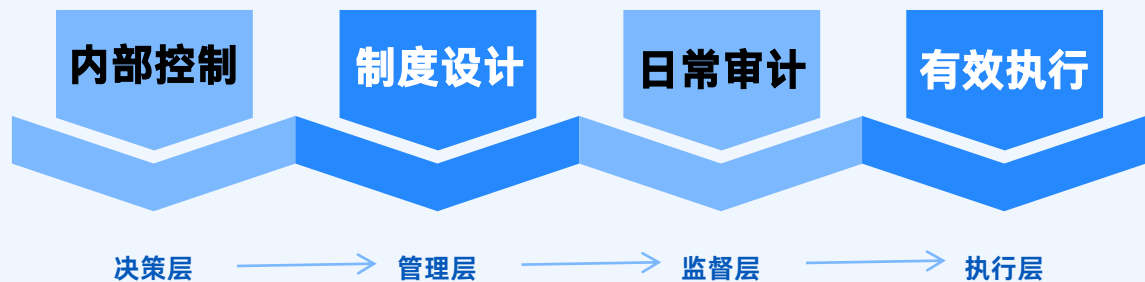 内部控制
制度设计
日常审计
有效执行
决策层
管理层
监督层
执行层